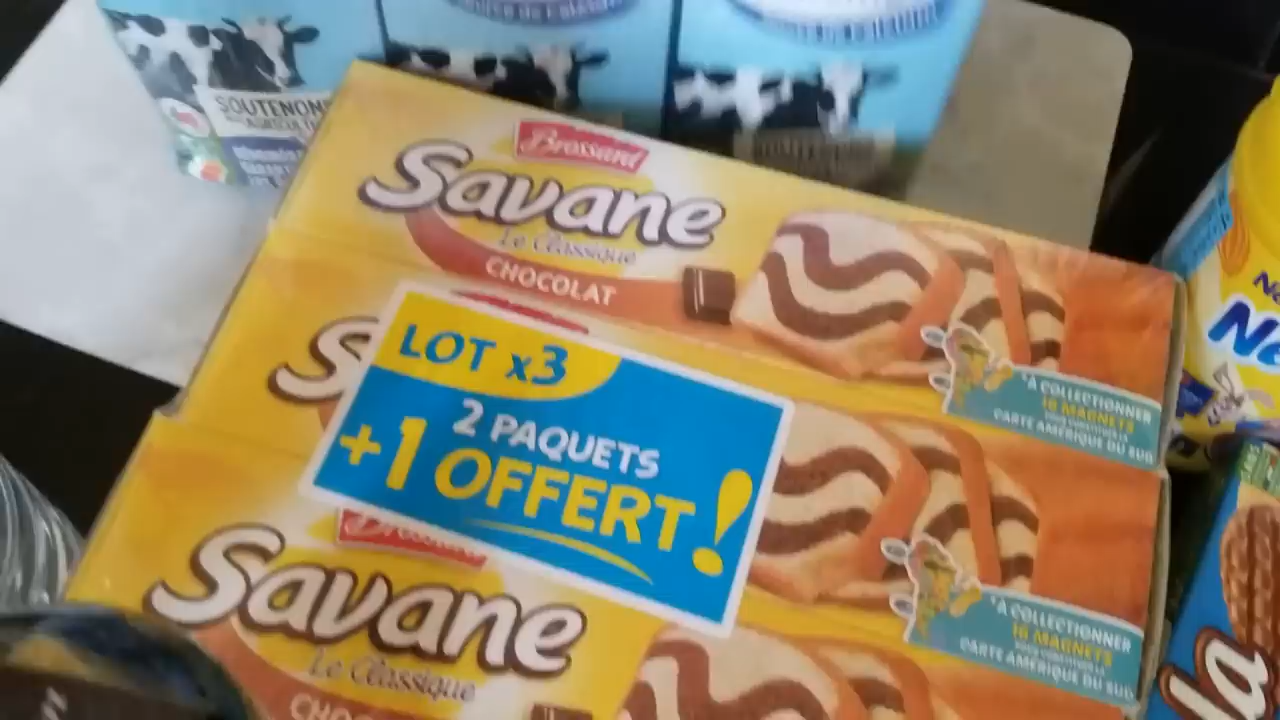 SOUTENONS
Brossard
Savane
Le Classique
CHOCOLAT
À COLLECTIONNER
16 MAGNETS
CARTE AMÉRIQUE DU SUD
LOT x3
2 PAQUETS
+1 OFFERT!
À COLLECTIONNER
16 MAGNETS
CARTE AMÉRIQUE DU SUD
Brossard
Savane
Le Classique